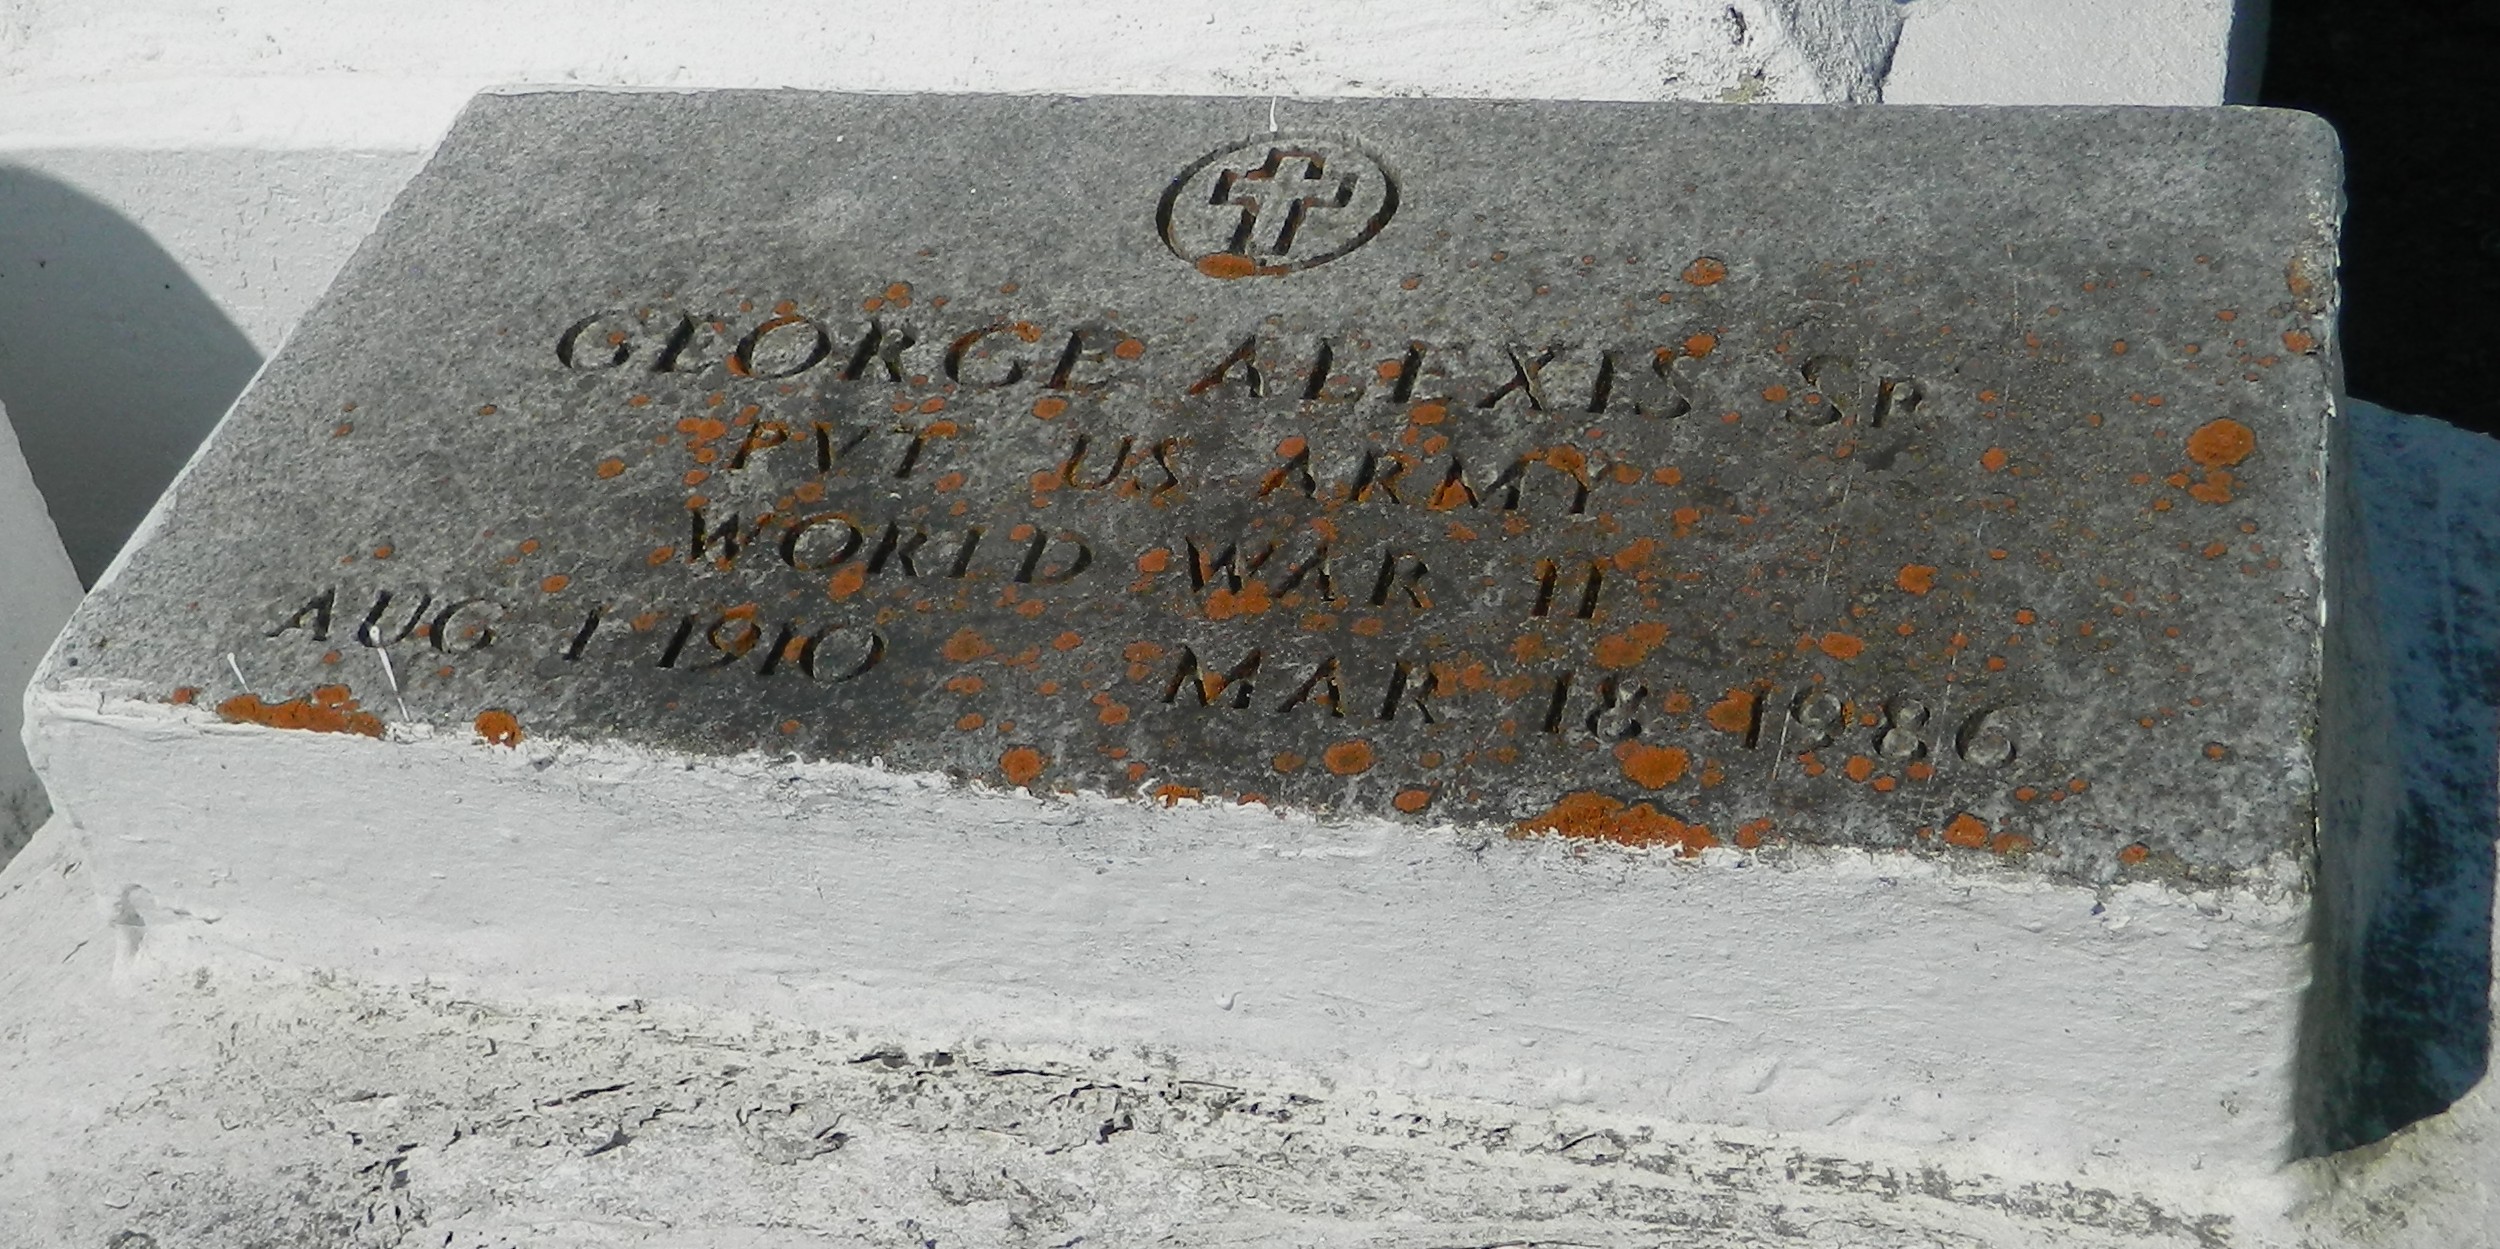 GEORGE ALEXIS SR
PVT US ARMY
WORLD WAR II
AUG 1 1910 MAR 18 1986